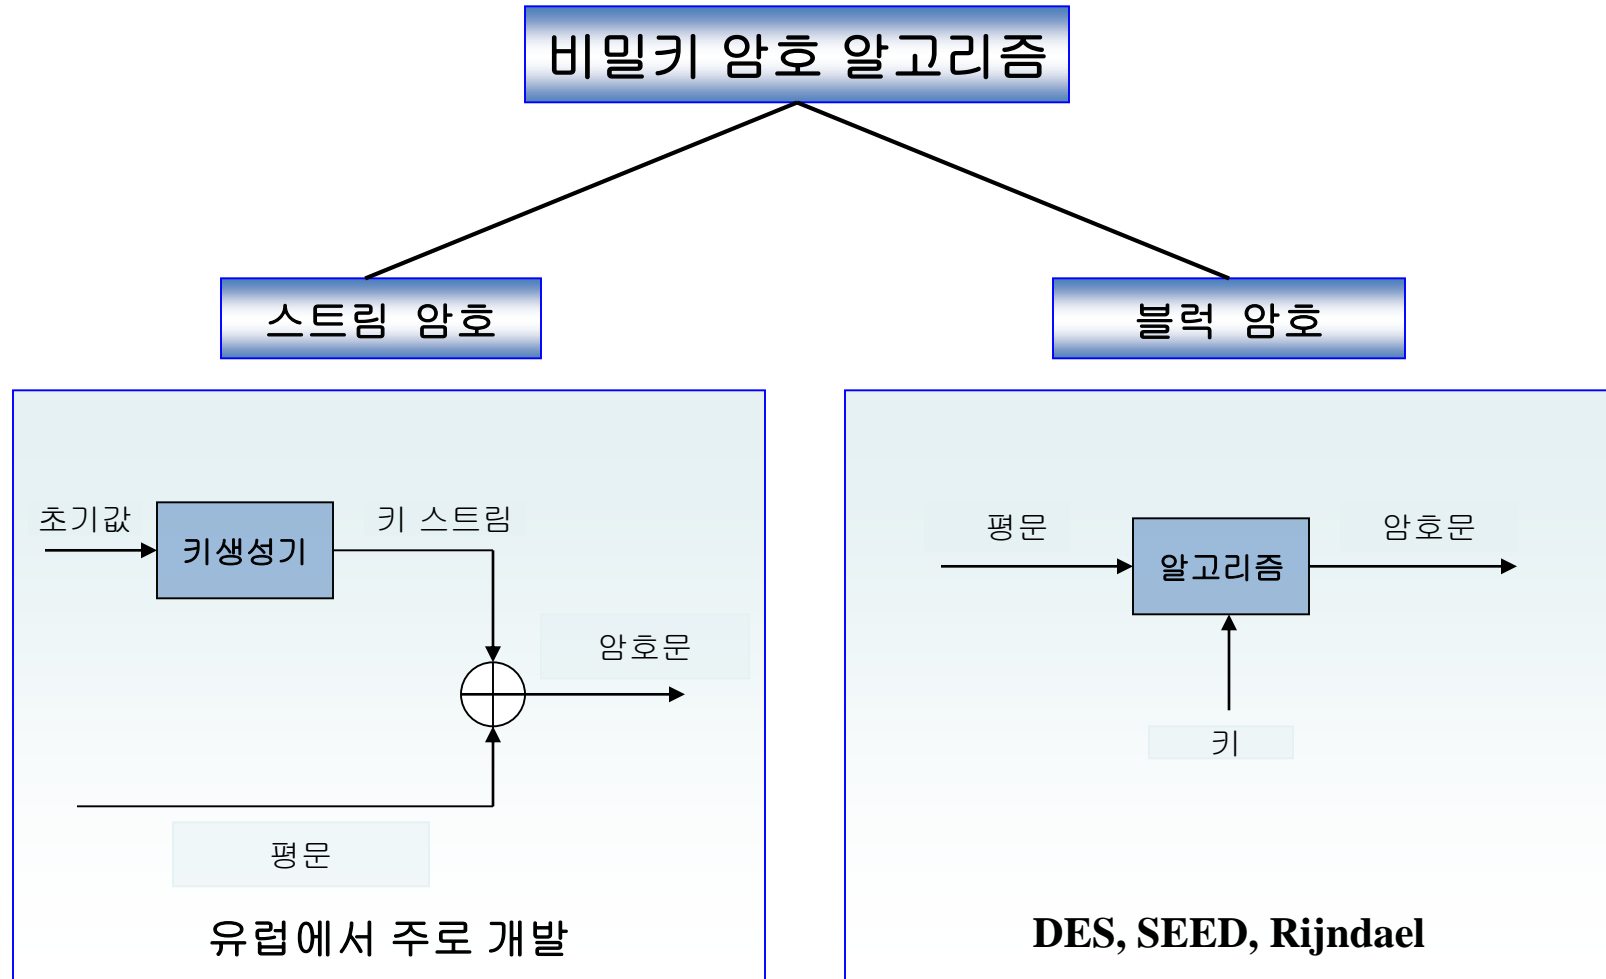 비밀키 암호 알고리즘
스트림 암호
블럭 암호
초기값
키생성기
키 스트림
암호문
평문
유럽에서 주로 개발
평문
알고리즘
암호문
키
DES, SEED, Rijndael